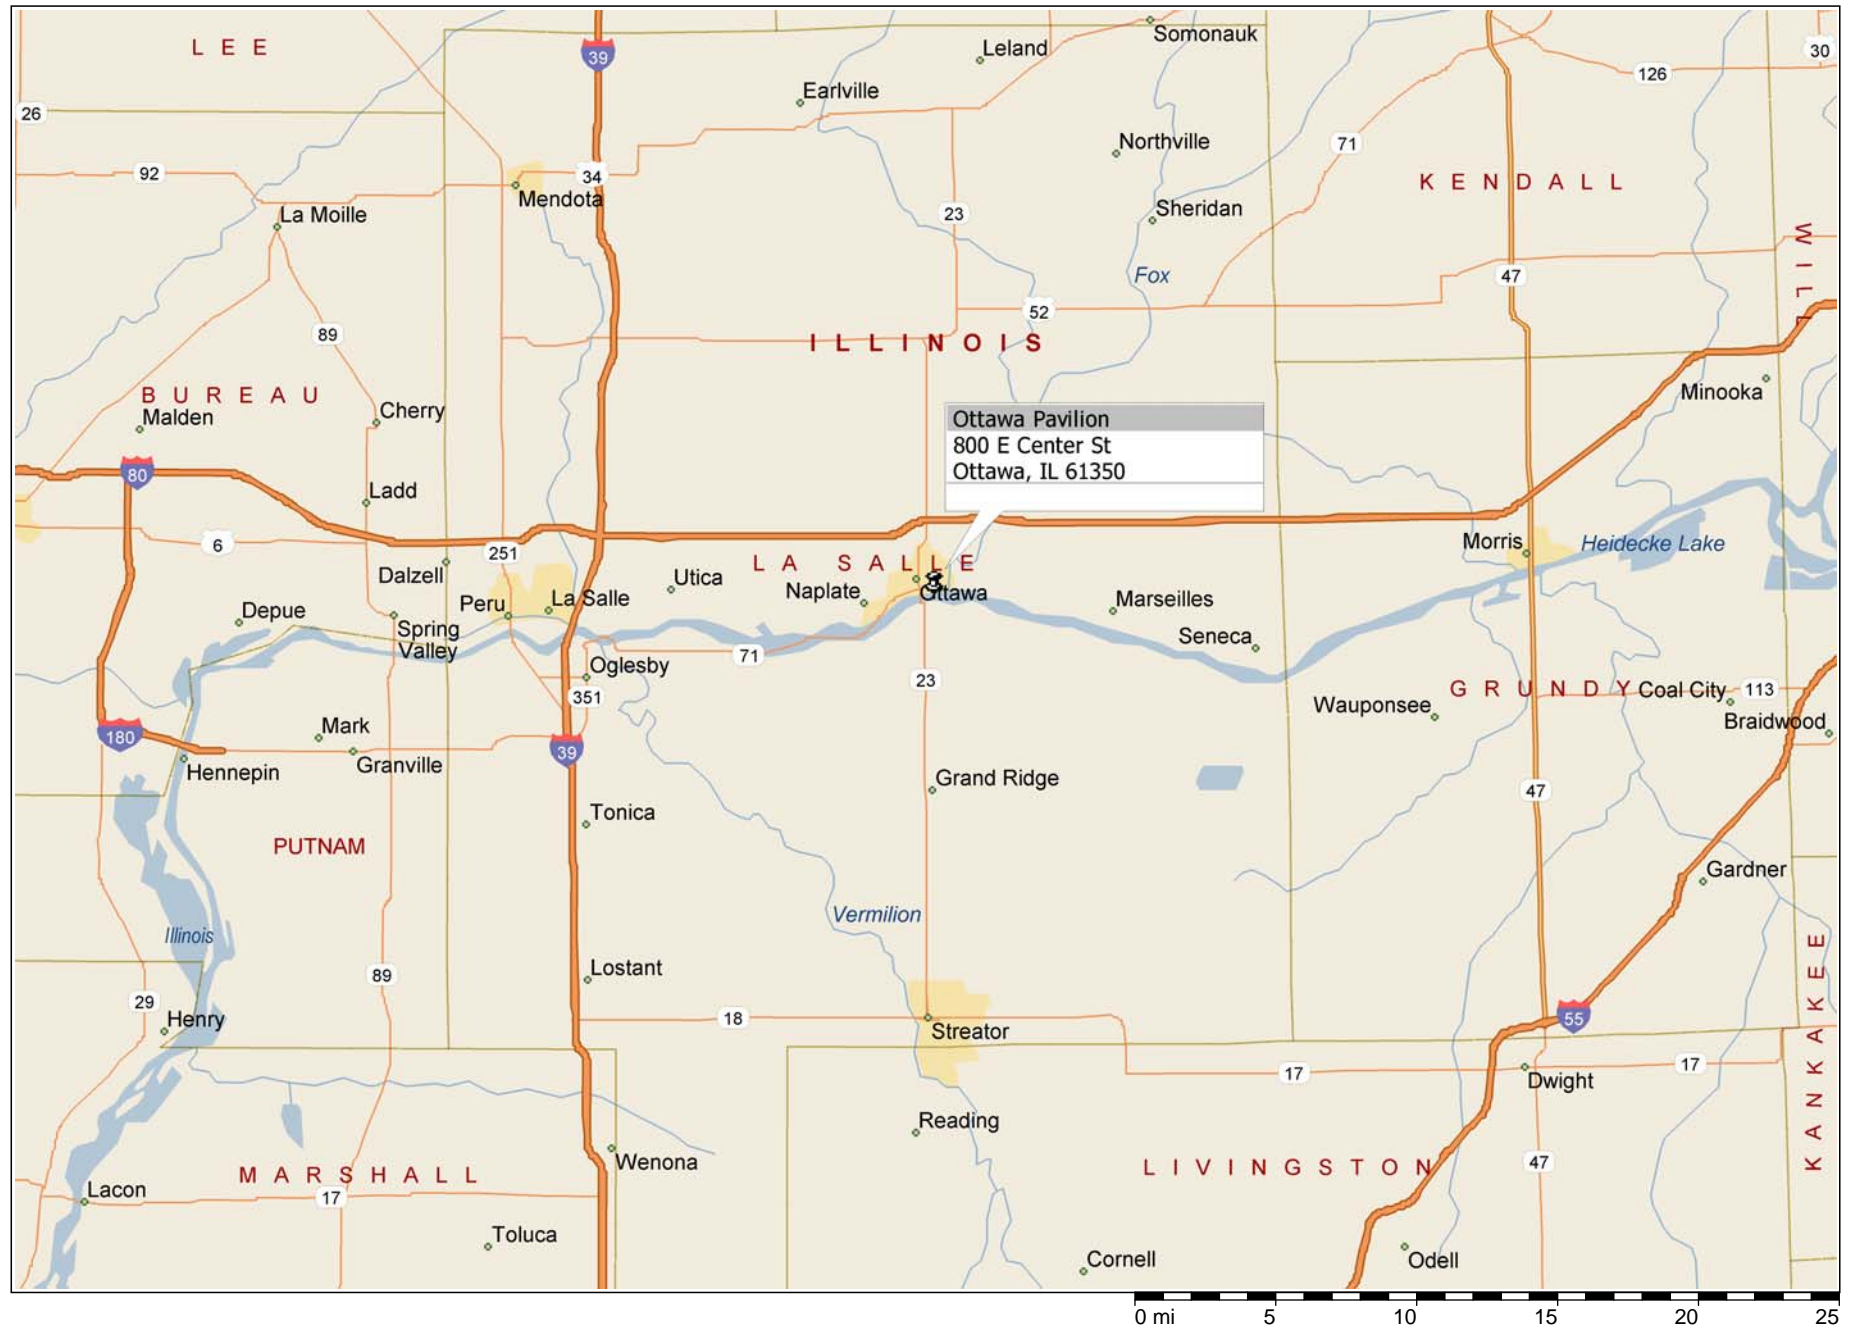 Somonauk
LEE
39
Leland
30
126
Earlville
26
Northville
71
92
34
KENDALL
Mendota
La Moille
23
Sheridan
WILL
Fox
47
52
89
ILLINOIS
Minooka
BUREAU
Malden
Cherry
Ottawa Pavilion
800 E Center St
Ottawa, IL 61350
80
Ladd
6
251
Morris
Heidecke Lake
LA SALLE
Dalzell
Utica
Naplate
Ottawa
Peru
La Salle
Marseilles
Depue
Spring
Valley
Seneca
71
Oglesby
23
351
GRUNDY
Coal City
113
Wauponsee
Braidwood
180
Mark
39
Granville
Hennepin
Grand Ridge
47
Tonica
PUTNAM
Gardner
Vermilion
Illinois
KANKAKEE
Lostant
89
29
Henry
18
Streator
55
17
17
Dwight
Reading
Wenona
47
LIVINGSTON
MARSHALL
Lacon
17
Toluca
Cornell
Odell
0 mi 5 10 15 20 25